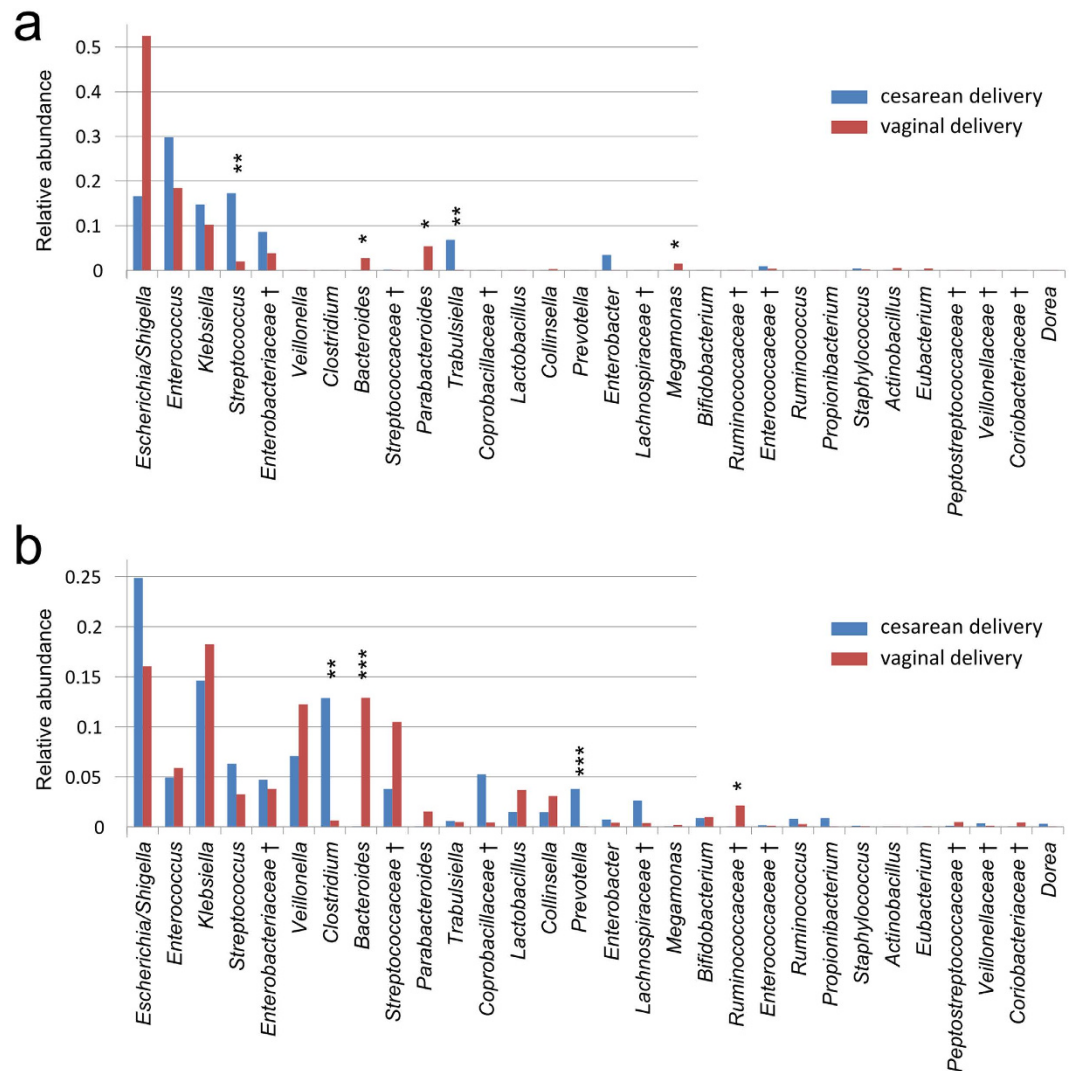 a
Relative abundance
0.5
0.4
0.3
0.2
0.1
0
cesarean delivery
vaginal delivery
**
*
*
**
*
Escherichia/Shigella
Enterococcus
Klebsiella
Streptococcus
Enterobacteriaceae †
Veillonella
Clostridium
Bacteroides
Streptococcaceae †
Parabacteroides
Trabulsiella
Coprobacillaceae †
Lactobacillus
Collinsella
Prevotella
Enterobacter
Lachnospiraceae †
Megamonas
Bifidobacterium
Ruminococcaceae †
Enterococcaceae †
Ruminococcus
Propionibacterium
Staphylococcus
Actinobacillus
Eubacterium
Peptostreptococcaceae †
Veillonellaceae †
Coriobacteriaceae †
Dorea
b
Relative abundance
0.25
0.2
0.15
0.1
0.05
0
cesarean delivery
vaginal delivery
**
***
***
*
Escherichia/Shigella
Enterococcus
Klebsiella
Streptococcus
Enterobacteriaceae †
Veillonella
Clostridium
Bacteroides
Streptococcaceae †
Parabacteroides
Trabulsiella
Coprobacillaceae †
Lactobacillus
Collinsella
Prevotella
Enterobacter
Lachnospiraceae †
Megamonas
Bifidobacterium
Ruminococcaceae †
Enterococcaceae †
Ruminococcus
Propionibacterium
Staphylococcus
Actinobacillus
Eubacterium
Peptostreptococcaceae †
Veillonellaceae †
Coriobacteriaceae †
Dorea